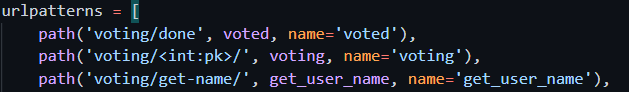 urlpatterns = [
    path('voting/done', voted, name='voted'),
    path('voting/<int:pk>/', voting, name='voting'),
    path('voting/get-name/', get_user_name, name='get_user_name'),